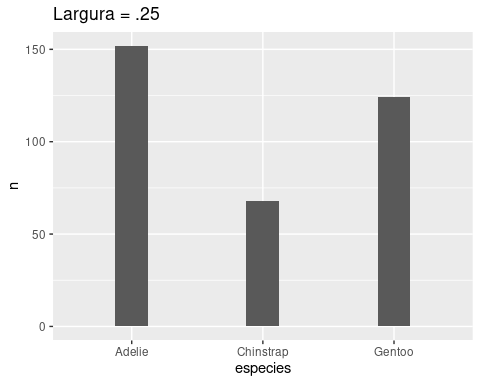 Largura = .25
150
100
50
0
n
Adelie Chinstrap Gentoo
especies